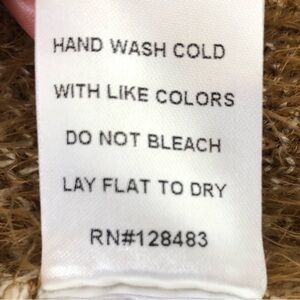 HAND WASH COLD
WITH LIKE COLORS
DO NOT BLEACH
LAY FLAT TO DRY
RN#128483